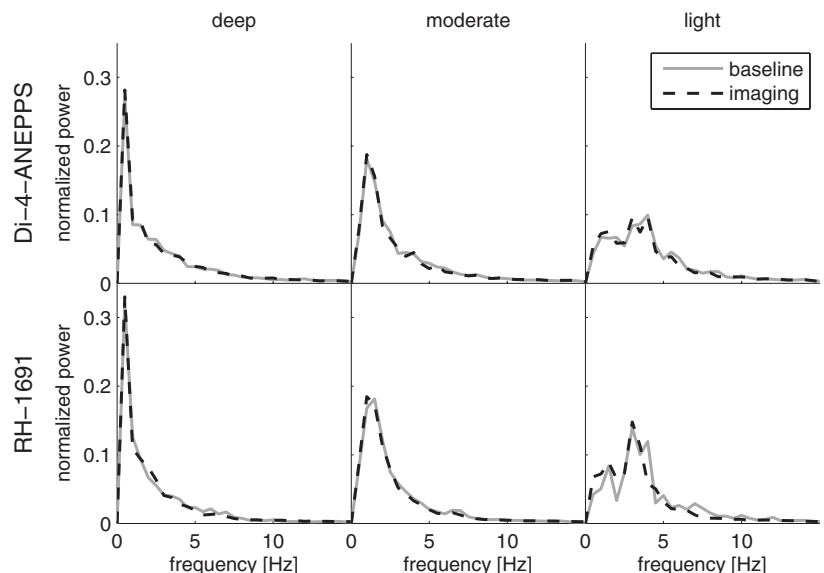 deep moderate light
Di-4-ANEPPS
normalized power
0.3
0.2
0.1
0
baseline
imaging
RH-1691
normalized power
0.3
0.2
0.1
0
0 5 10 0 5 10 0 5 10
frequency [Hz] frequency [Hz] frequency [Hz]